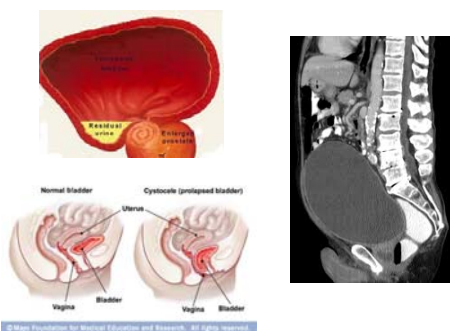 Residual
urine
Enlarged
prostate
Normal bladder
Cystocele (prolapsed bladder)
Uterus
Vagina
Bladder
Vagina
Bladder
Foundation for Medical Education and Research. All rights reserved.